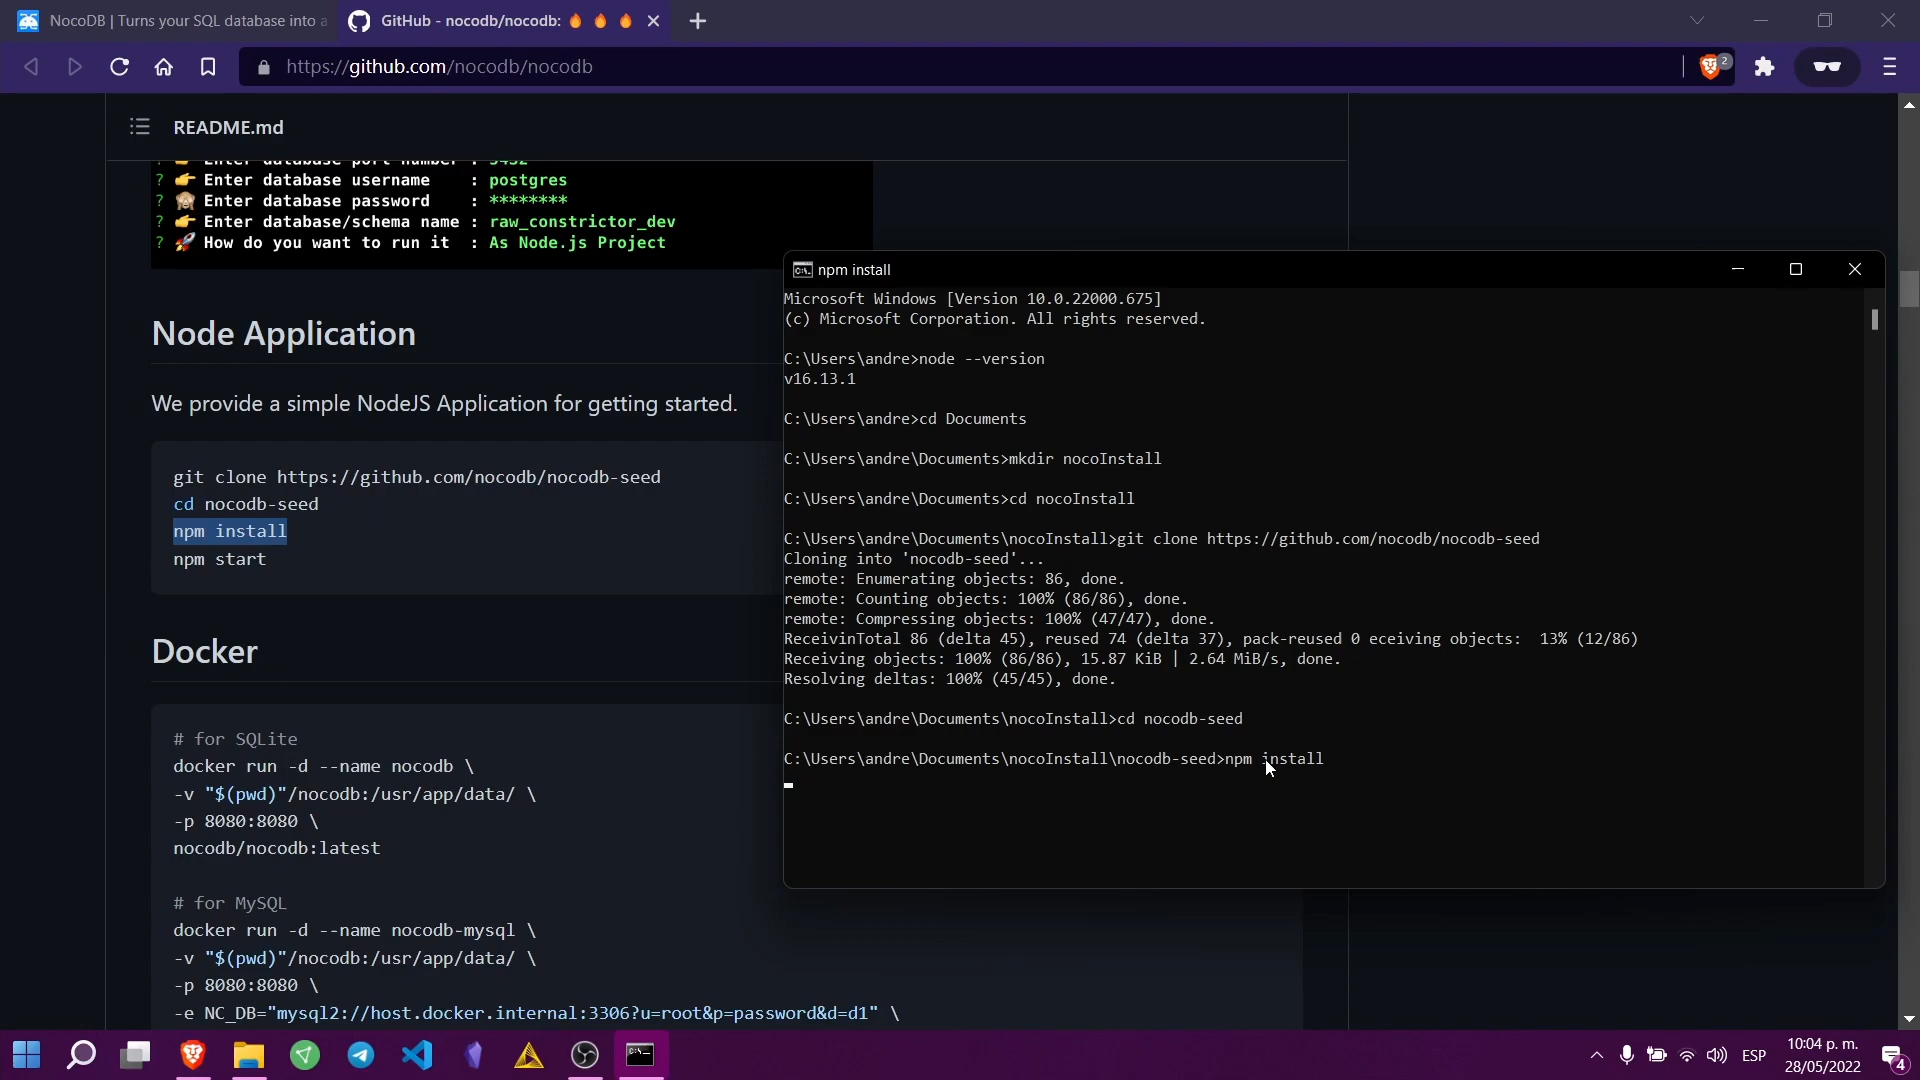 NocoDB | Turns your SQL database into a
GitHub - nocodb/nocodb: 🔥 🔥 🔥
https://github.com/nocodb/nocodb
2
README.md
? 👉 Enter database port number : 5432
? 👉 Enter database username : postgres
? 🙈 Enter database password : ********
? 👉 Enter database/schema name : raw_constrictor_dev
? 🚀 How do you want to run it : As Node.js Project
Node Application
We provide a simple NodeJS Application for getting started.
git clone https://github.com/nocodb/nocodb-seed
cd nocodb-seed
npm install
npm start
Docker
# for SQLite
docker run -d --name nocodb \
-v "$(pwd)"/nocodb:/usr/app/data/ \
-p 8080:8080 \
nocodb/nocodb:latest
# for MySQL
docker run -d --name nocodb-mysql \
-v "$(pwd)"/nocodb:/usr/app/data/ \
-p 8080:8080 \
-e NC_DB="mysql2://host.docker.internal:3306?u=root&p=password&d=d1" \
npm install
Microsoft Windows [Version 10.0.22000.675]
(c) Microsoft Corporation. All rights reserved.
C:\Users\andre>node --version
v16.13.1
C:\Users\andre>cd Documents
C:\Users\andre\Documents>mkdir nocoInstall
C:\Users\andre\Documents>cd nocoInstall
C:\Users\andre\Documents\nocoInstall>git clone https://github.com/nocodb/nocodb-seed
Cloning into 'nocodb-seed'...
remote: Enumerating objects: 86, done.
remote: Counting objects: 100% (86/86), done.
remote: Compressing objects: 100% (47/47), done.
ReceivinTotal 86 (delta 45), reused 74 (delta 37), pack-reused 0 eceiving objects:  13% (12/86)
Receiving objects: 100% (86/86), 15.87 KiB | 2.64 MiB/s, done.
Resolving deltas: 100% (45/45), done.
C:\Users\andre\Documents\nocoInstall>cd nocodb-seed
C:\Users\andre\Documents\nocoInstall\nocodb-seed>npm install
ESP
10:04 p. m.
28/05/2022
4